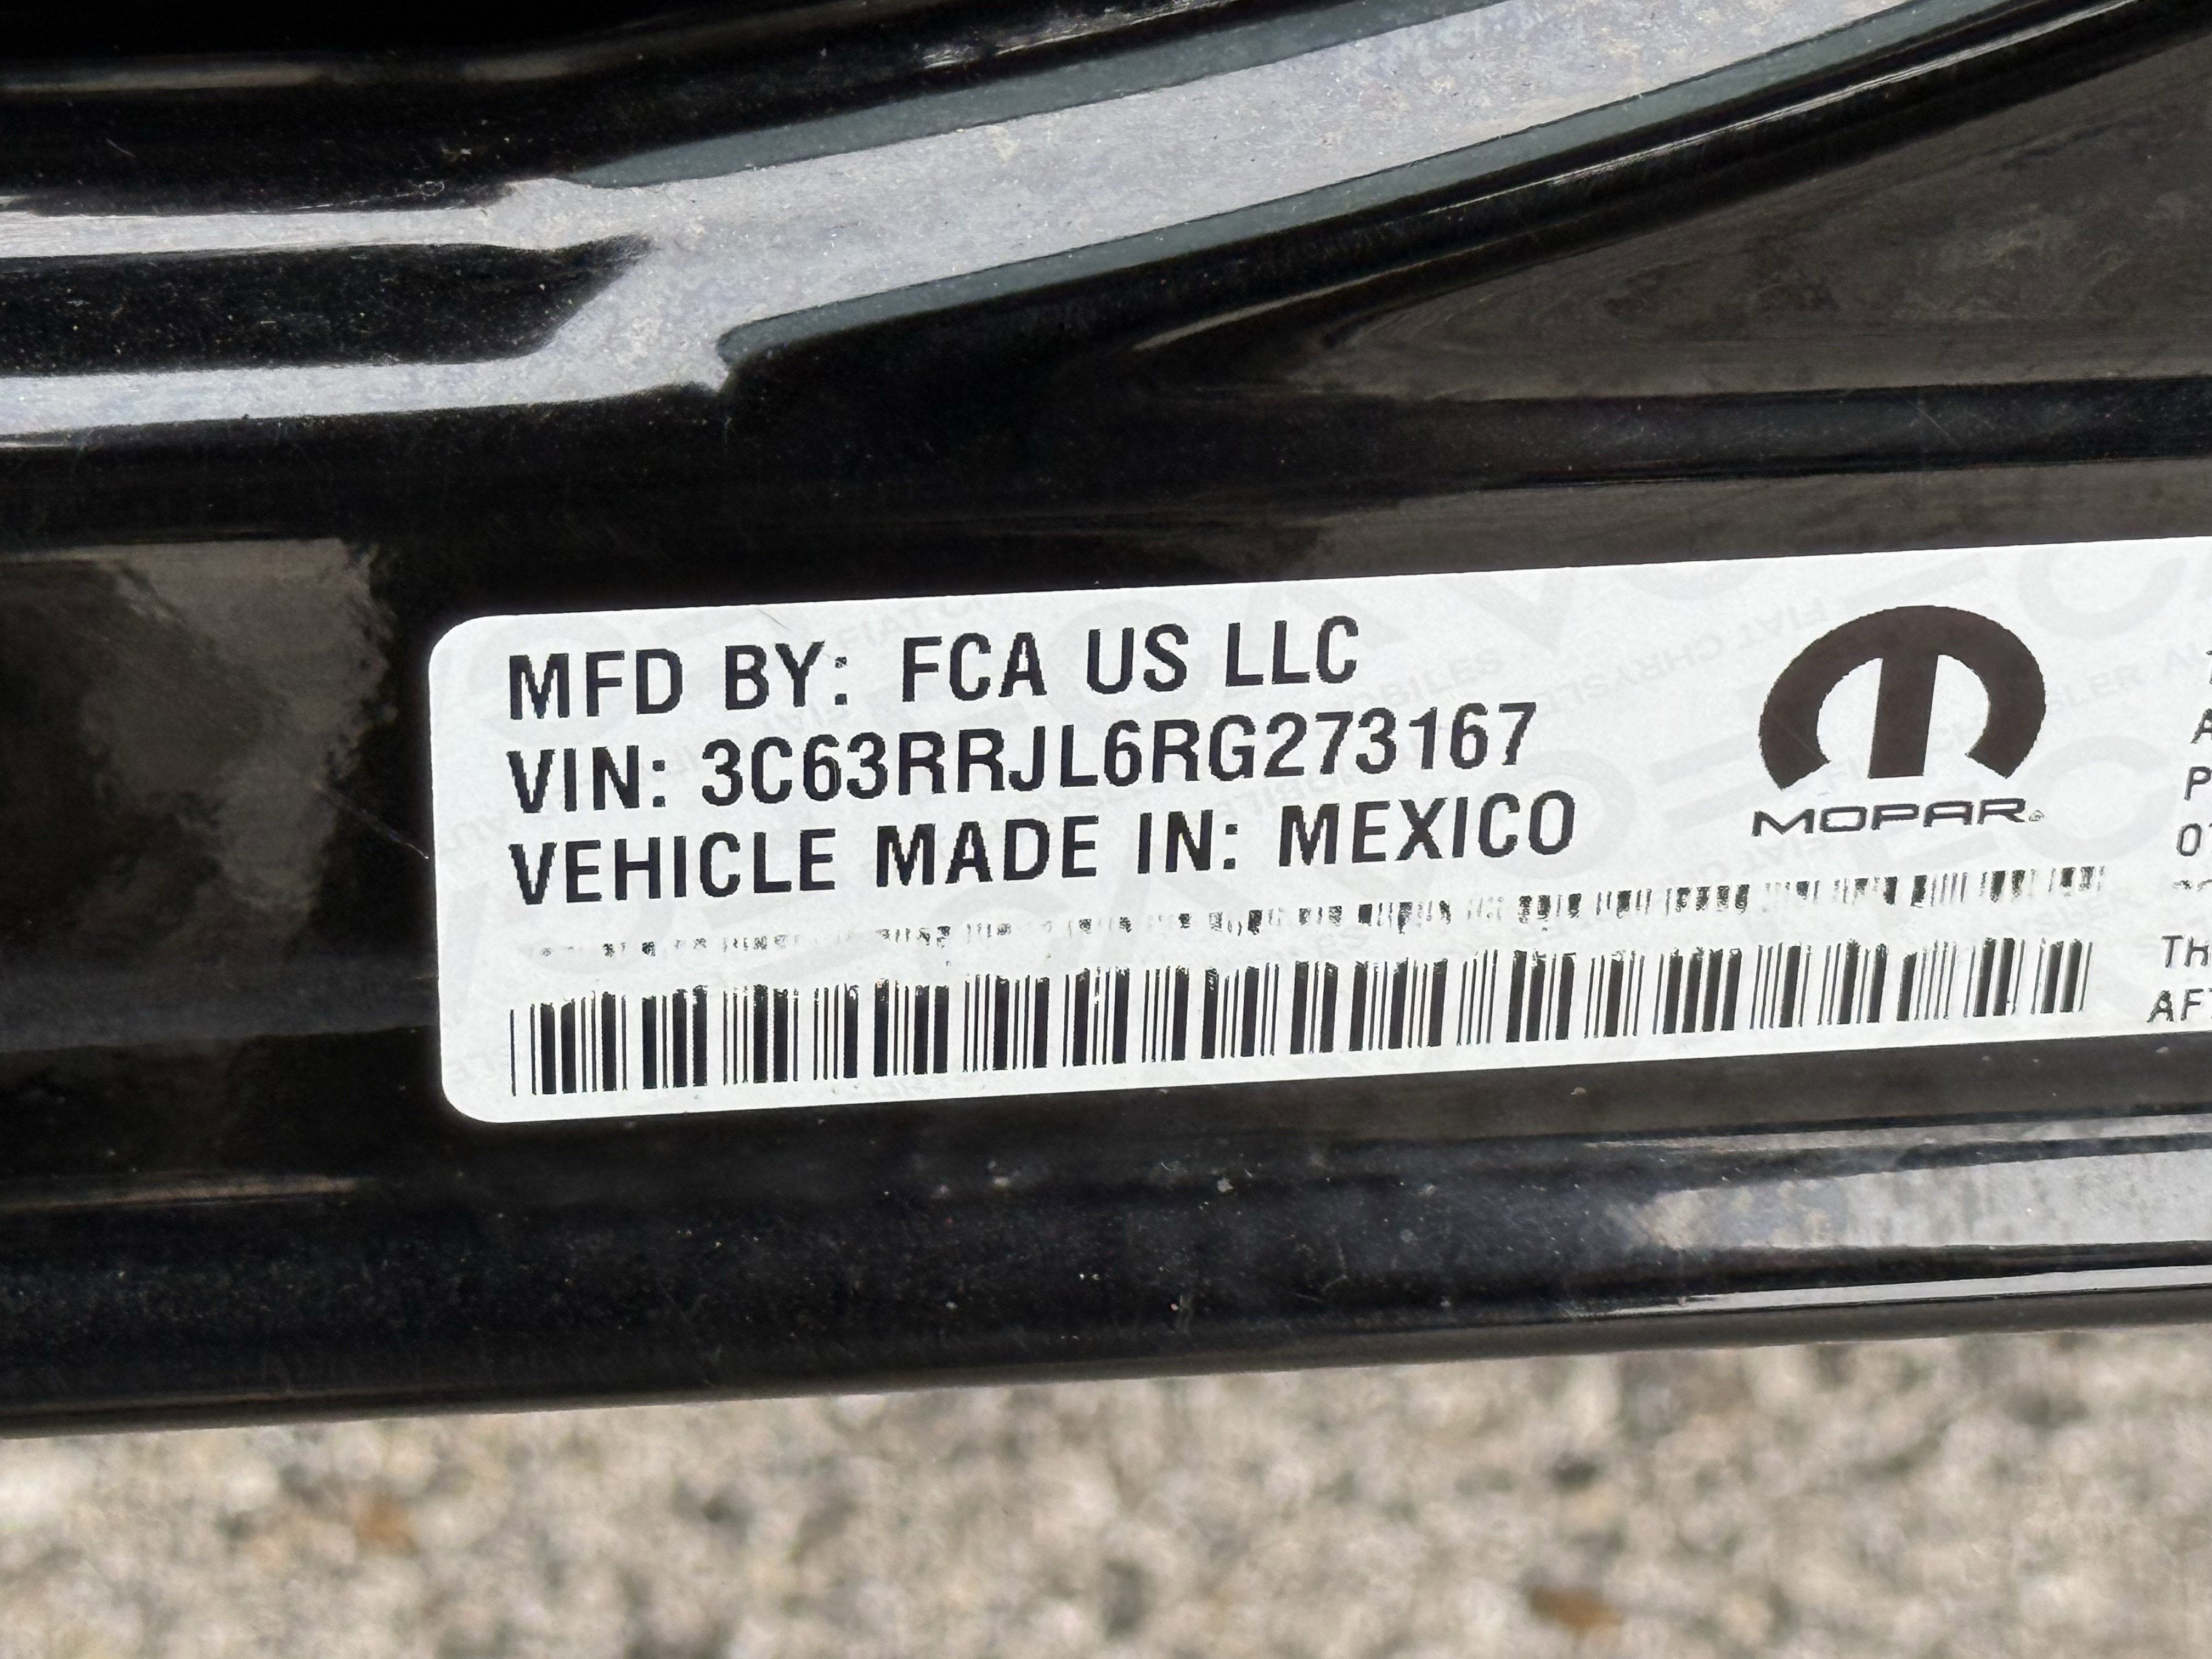 MFD BY: FCA US LLC
VIN: 3C63RRJL6RG273167
VEHICLE MADE IN: MEXICO
MOPAR®